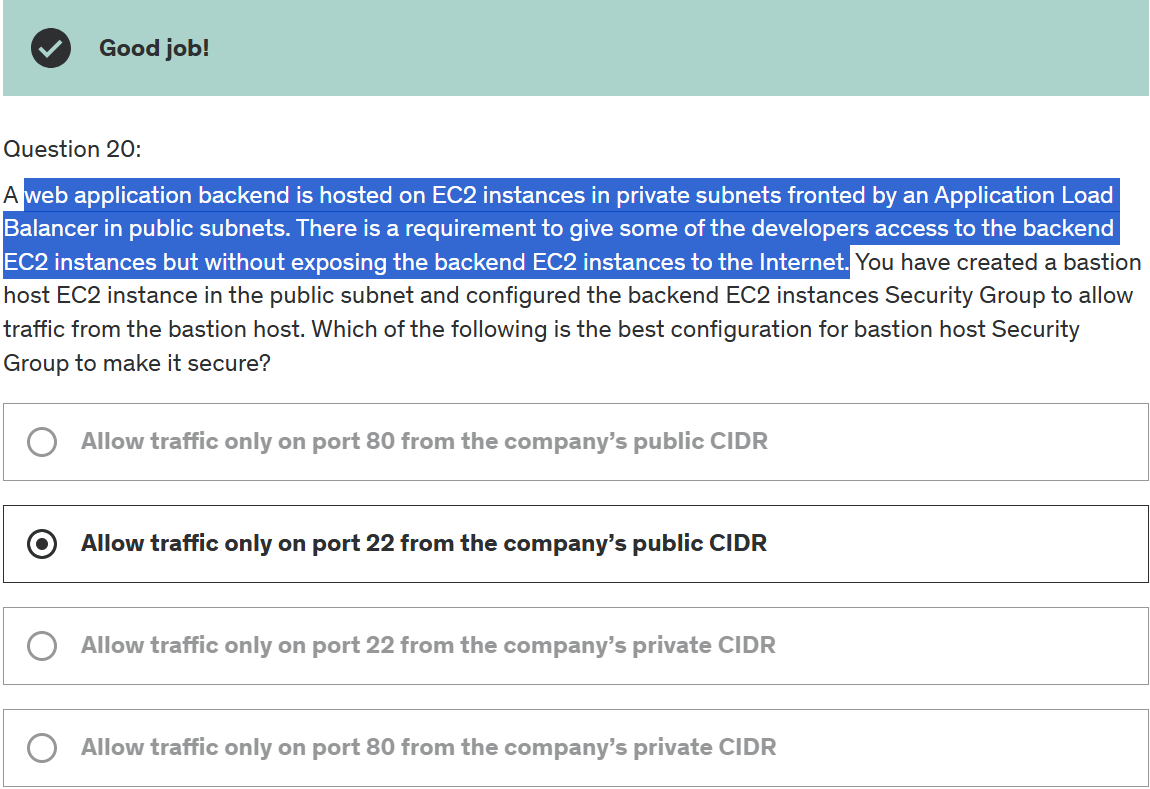 Good job!
Question 20:
A web application backend is hosted on EC2 instances in private subnets fronted by an Application Load
Balancer in public subnets. There is a requirement to give some of the developers access to the backend
EC2 instances but without exposing the backend EC2 instances to the Internet. You have created a bastion
host EC2 instance in the public subnet and configured the backend EC2 instances Security Group to allow
traffic from the bastion host. Which of the following is the best configuration for bastion host Security
Group to make it secure?
Allow traffic only on port 80 from the company’s public CIDR
Allow traffic only on port 22 from the company’s public CIDR
Allow traffic only on port 22 from the company’s private CIDR
Allow traffic only on port 80 from the company’s private CIDR